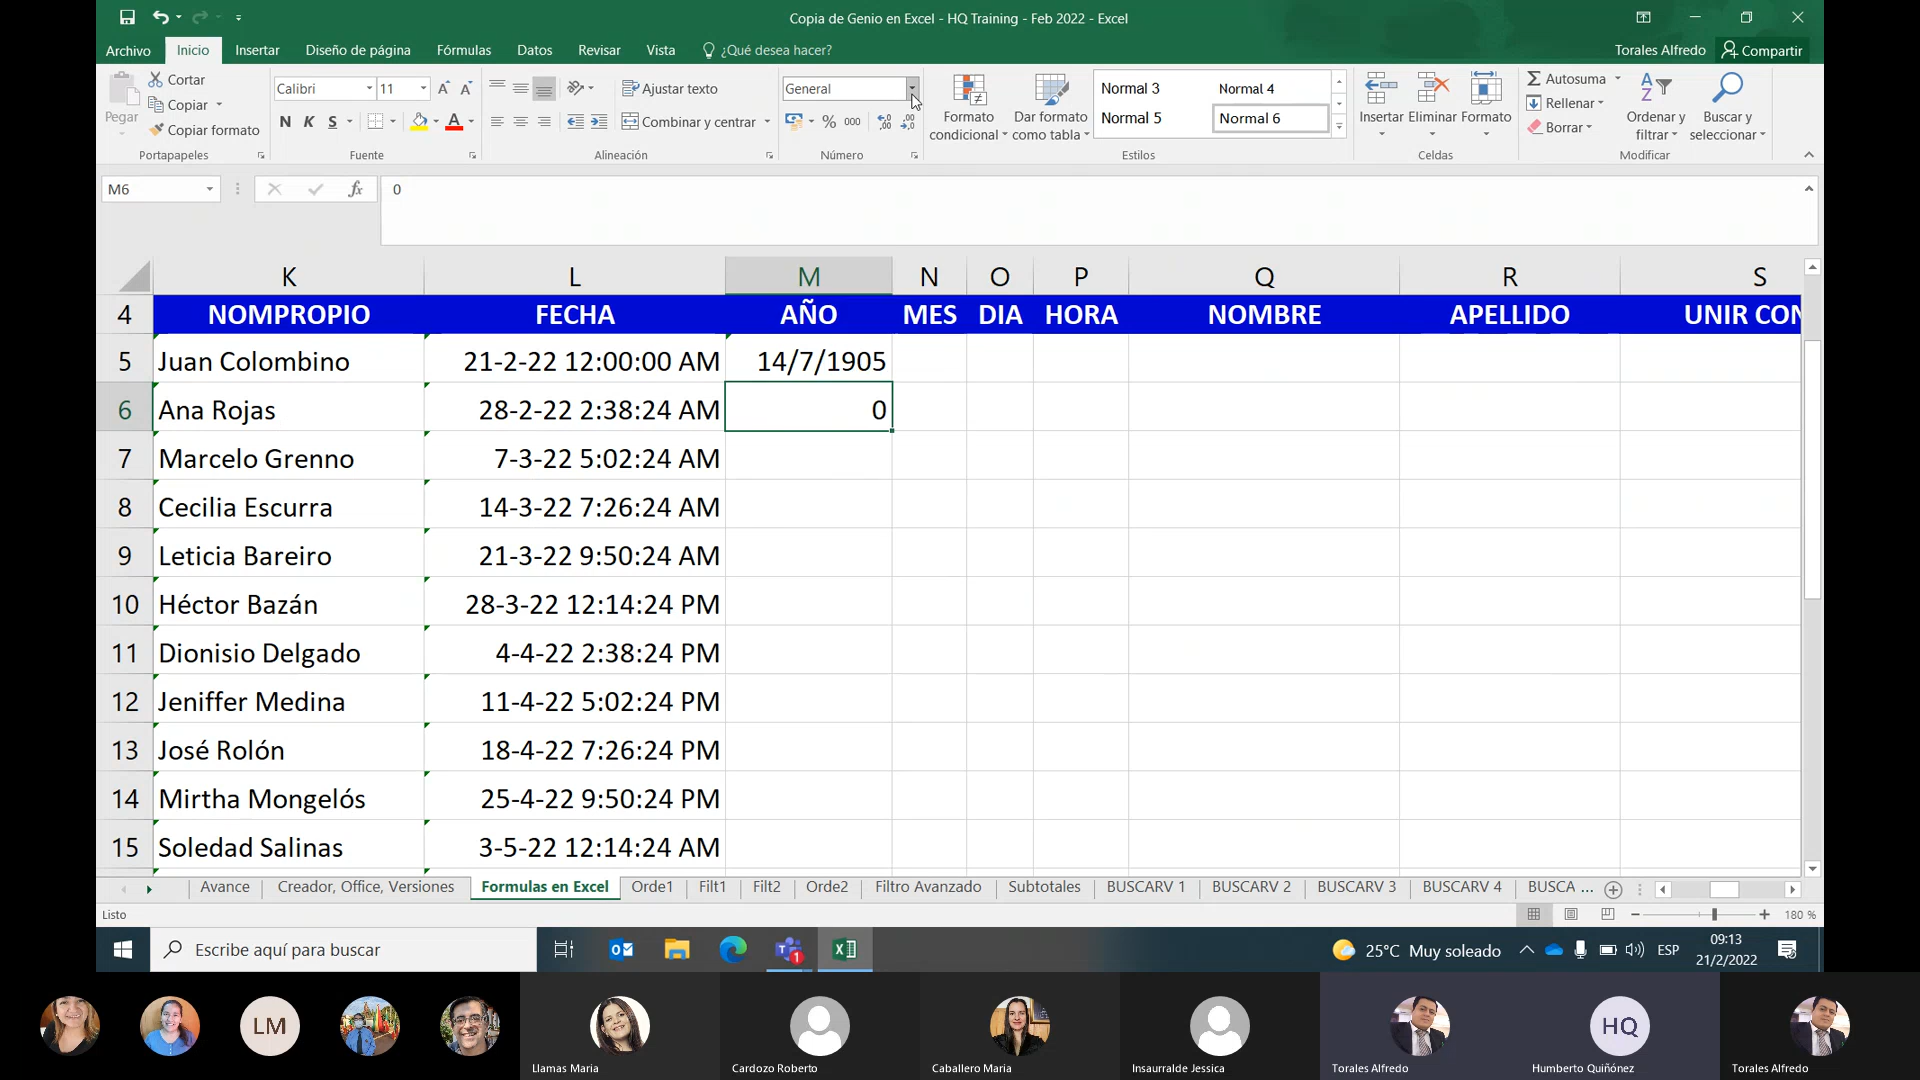 Copia de Genio en Excel - HQ Training - Feb 2022 - Excel
Archivo Inicio Insertar Diseño de página Fórmulas Datos Revisar Vista ¿Qué desea hacer? Torales Alfredo Compartir
Pegar
Cortar
Copiar
Copiar formato
Portapapeles
Calibri 11
N K S
Fuente
Ajustar texto
Combinar y centrar
Alineación
General
% 000
Número
Formato condicional
Dar formato como tabla
Normal 3 Normal 4
Normal 5 Normal 6
Estilos
Insertar Eliminar Formato
Celdas
Autosuma
Rellenar
Borrar
Ordenar y filtrar
Buscar y seleccionar
Modificar
M6 fx 0
K L M N O P Q R S
4 NOMPROPIO FECHA AÑO MES DIA HORA NOMBRE APELLIDO UNIR CON
5 Juan Colombino 21-2-22 12:00:00 AM 14/7/1905
6 Ana Rojas 28-2-22 2:38:24 AM 0
7 Marcelo Grenno 7-3-22 5:02:24 AM
8 Cecilia Escurra 14-3-22 7:26:24 AM
9 Leticia Bareiro 21-3-22 9:50:24 AM
10 Héctor Bazán 28-3-22 12:14:24 PM
11 Dionisio Delgado 4-4-22 2:38:24 PM
12 Jeniffer Medina 11-4-22 5:02:24 PM
13 José Rolón 18-4-22 7:26:24 PM
14 Mirtha Mongelós 25-4-22 9:50:24 PM
15 Soledad Salinas 3-5-22 12:14:24 AM
Avance Creador, Office, Versiones Formulas en Excel Orde1 Filt1 Filt2 Orde2 Filtro Avanzado Subtotales BUSCARV 1 BUSCARV 2 BUSCARV 3 BUSCARV 4 BUSCA ...
Listo 180 %
Escribe aquí para buscar 1 25°C Muy soleado ESP 09:13
21/2/2022
LM HQ
Llamas Maria Cardozo Roberto Caballero Maria Insaurralde Jessica Torales Alfredo Humberto Quiñónez Torales Alfredo